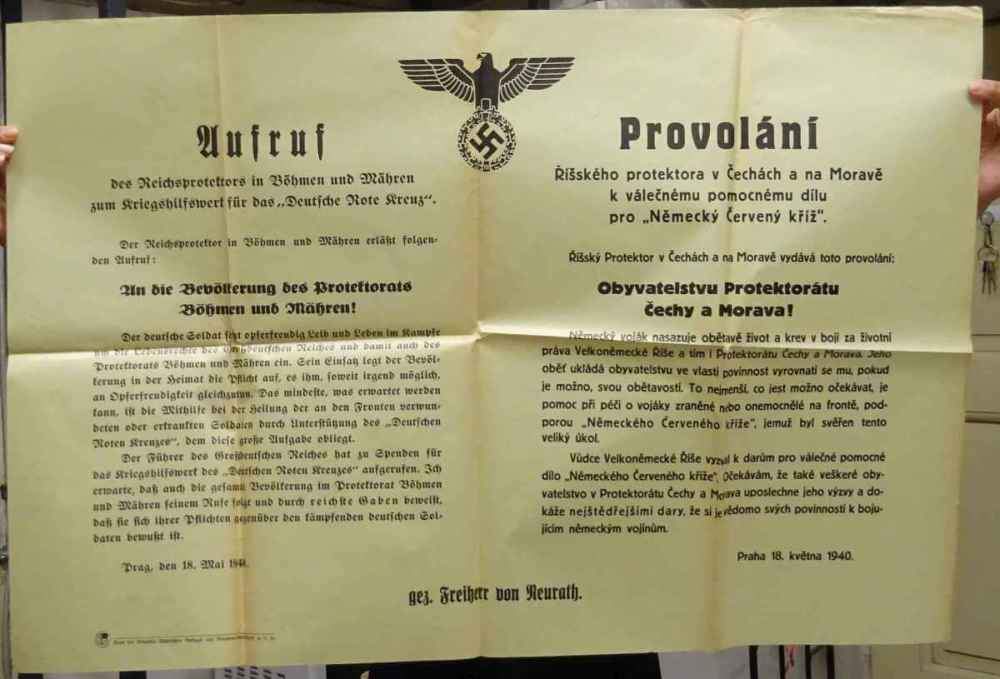 Aufruf
des Reichsprotektors in Böhmen und Mähren
zum Kriegshilfswerk für das „Deutsche Rote Kreuz“.
Der Reichsprotektor in Böhmen und Mähren erläßt folgen-
den Aufruf:
An die Bevölkerung des Protektorats
Böhmen und Mähren!
Der deutsche Soldat setzt opferfreudig Leib und Leben im Kampfe
um die Lebensrechte des Großdeutschen Reiches und damit auch des
Protektorats Böhmen und Mähren ein. Sein Einsatz legt der Bevöl-
kerung in der Heimat die Pflicht auf, es ihm, soweit irgend möglich,
an Opferfreudigkeit gleichzutun. Das mindeste, was erwartet werden
kann, ist die Mithilfe bei der Heilung der an den Fronten verwun-
deten oder erkrankten Soldaten durch Unterstützung des „Deutschen
Roten Kreuzes“, dem diese große Aufgabe obliegt.
Der Führer des Großdeutschen Reiches hat zu Spenden für
das Kriegshilfswerk des „Deutschen Roten Kreuzes“ aufgerufen. Ich
erwarte, daß auch die gesamte Bevölkerung im Protektorat Böhmen
und Mähren seinem Rufe folgt und durch reichste Gaben beweist,
daß sie sich ihrer Pflichten gegenüber den kämpfenden deutschen Sol-
daten bewußt ist.
Prag, den 18. Mai 1940.
Provolání
Říšského protektora v Čechách a na Moravě
k válečnému pomocnému dílu
pro „Německý Červený kříž“.
Říšský Protektor v Čechách a na Moravě vydává toto provolání:
Obyvatelstvu Protektorátu
Čechy a Morava!
Německý voják nasazuje obětavě život a krev v boji za životní
práva Velkoněmecké Říše a tím i Protektorátu Čechy a Morava. Jeho
oběť ukládá obyvatelstvu ve vlasti povinnost vyrovnati se mu, pokud
je možno, svou obětavostí. To nejmenší, co jest možno očekávat, je
pomoc při péči o vojáky zraněné nebo onemocnělé na frontě, pod-
porou „Německého Červeného kříže“, jemuž byl svěřen tento
veliký úkol.
Vůdce Velkoněmecké Říše vyzval k darům pro válečné pomocné
dílo „Německého Červeného kříže“. Očekávám, že také veškeré oby-
vatelstvo v Protektorátu Čechy a Morava uposlechne jeho výzvy a do-
káže nejštědřejšími dary, že si je vědomo svých povinností k boju-
jícím německým vojínům.
Praha 18. května 1940.
gez. Freiherr von Neurath.